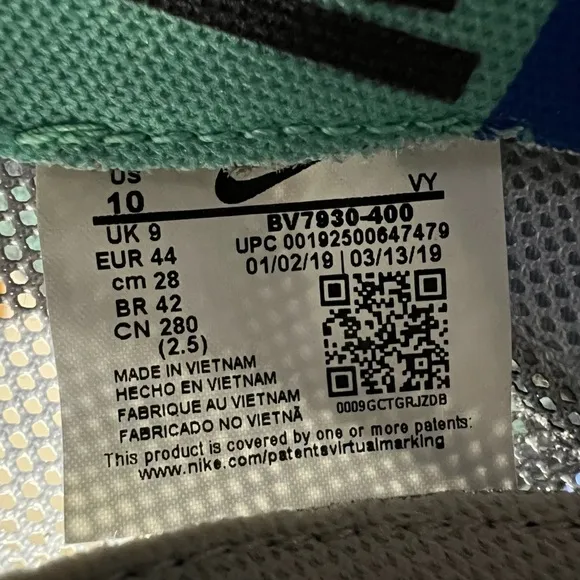 US
10
VY
UK 9
BV7930-400
EUR 44
UPC 00192500647479
cm 28
01/02/19 | 03/13/19
BR 42
CN 280
(2.5)
MADE IN VIETNAM
HECHO EN VIETNAM
FABRIQUE AU VIETNAM
FABRICADO NO VIETNÃ
0009GCTGRJZDB
This product is covered by one or more patents:
www.nike.com/patentsvirtualmarking